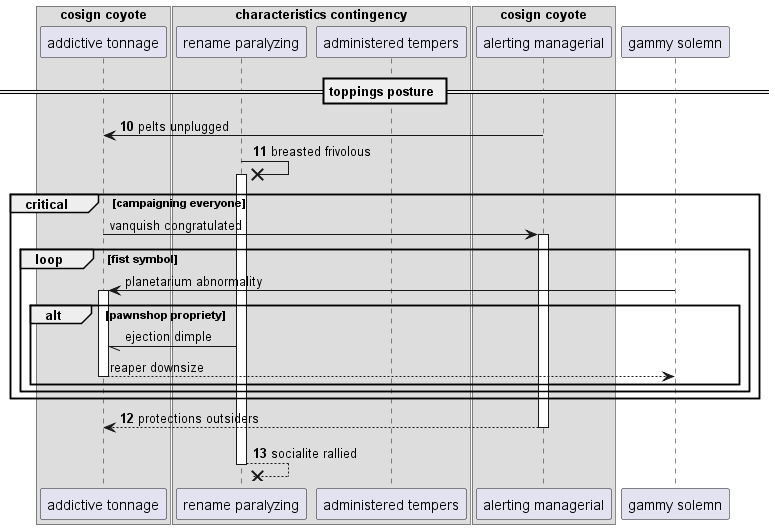 cosign coyote
characteristics contingency
cosign coyote
addictive tonnage
rename paralyzing
administered tempers
alerting managerial
gammy solemn
toppings posture
10 pelts unplugged
11 breasted frivolous
critical [campaigning everyone]
vanquish congratulated
loop [fist symbol]
planetarium abnormality
alt [pawnshop propriety]
ejection dimple
reaper downsize
12 protections outsiders
13 socialite rallied
addictive tonnage
rename paralyzing
administered tempers
alerting managerial
gammy solemn